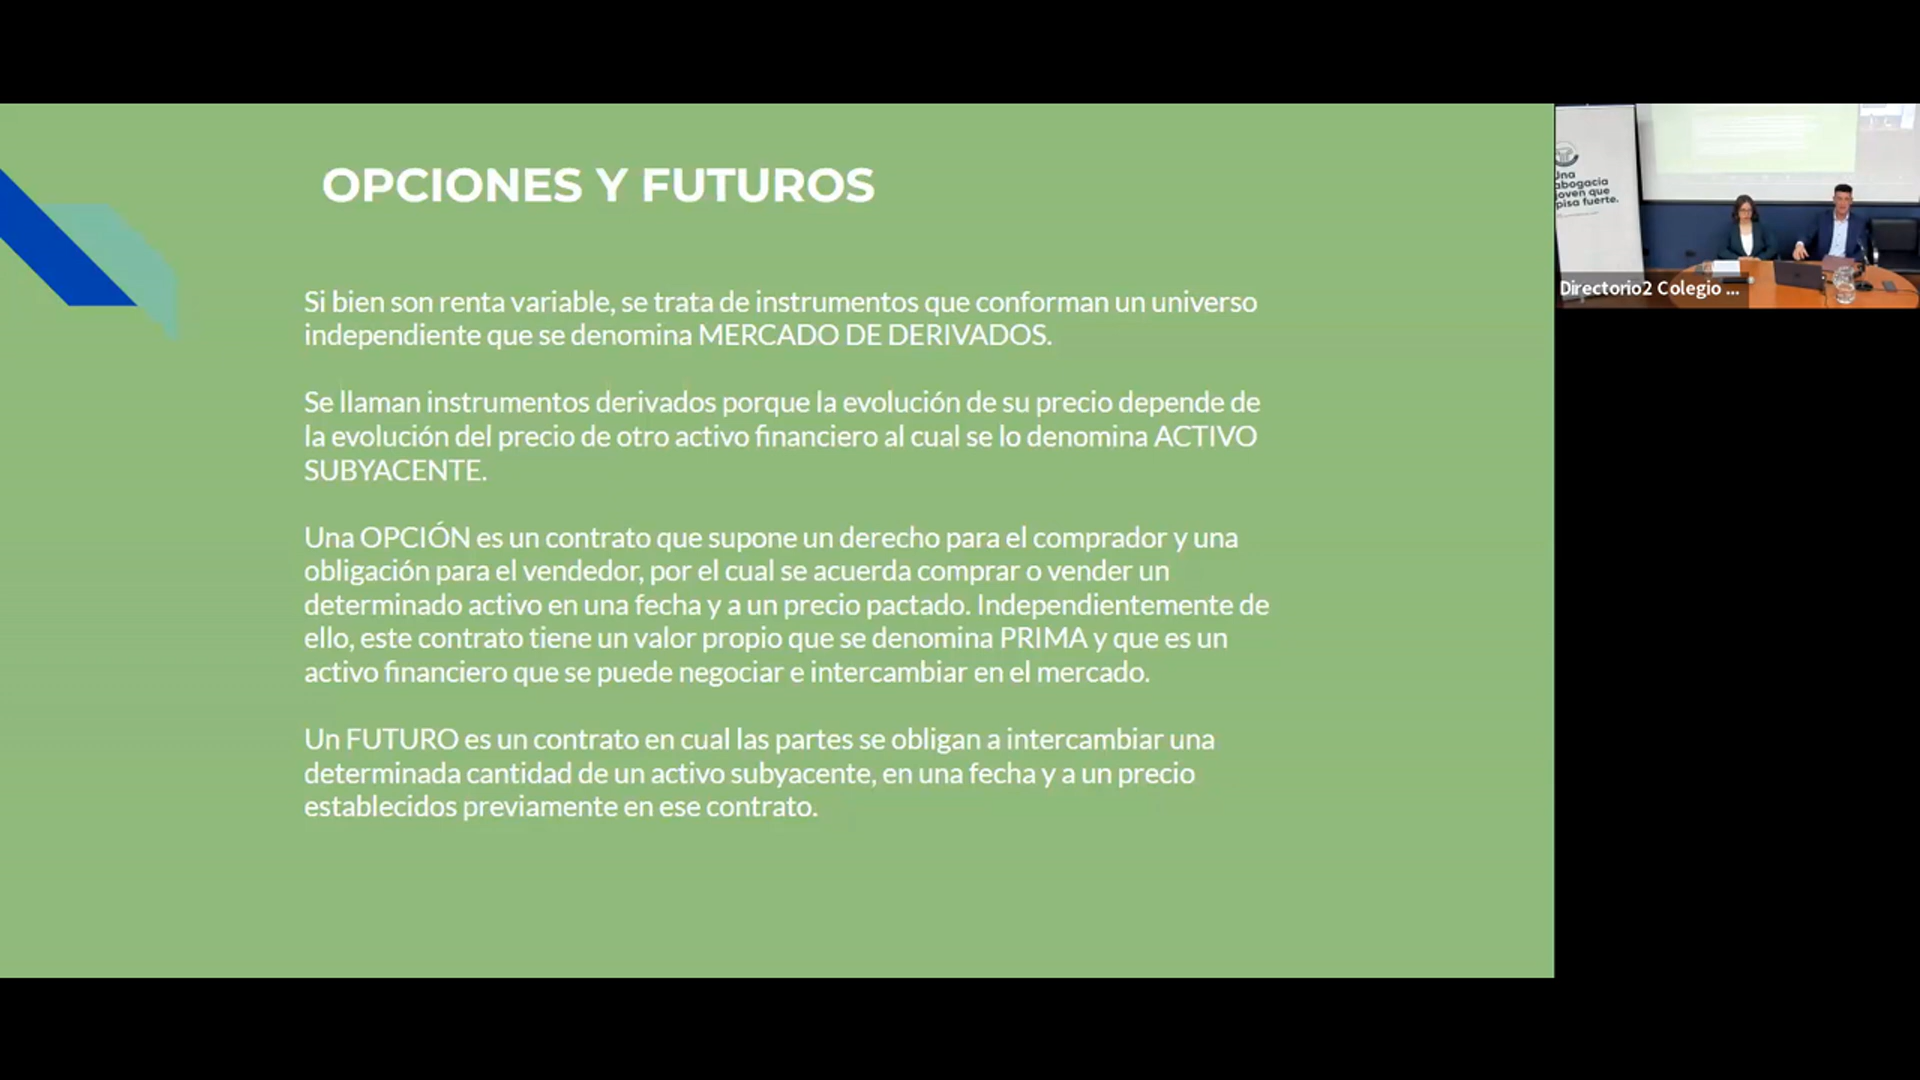 OPCIONES Y FUTUROS
Si bien son renta variable, se trata de instrumentos que conforman un universo
independiente que se denomina MERCADO DE DERIVADOS.
Se llaman instrumentos derivados porque la evolución de su precio depende de
la evolución del precio de otro activo financiero al cual se lo denomina ACTIVO
SUBYACENTE.
Una OPCIÓN es un contrato que supone un derecho para el comprador y una
obligación para el vendedor, por el cual se acuerda comprar o vender un
determinado activo en una fecha y a un precio pactado. Independientemente de
ello, este contrato tiene un valor propio que se denomina PRIMA y que es un
activo financiero que se puede negociar e intercambiar en el mercado.
Un FUTURO es un contrato en cual las partes se obligan a intercambiar una
determinada cantidad de un activo subyacente, en una fecha y a un precio
establecidos previamente en ese contrato.
Una
abogacía
joven que
pisa fuerte.
Directorio2 Colegio ...